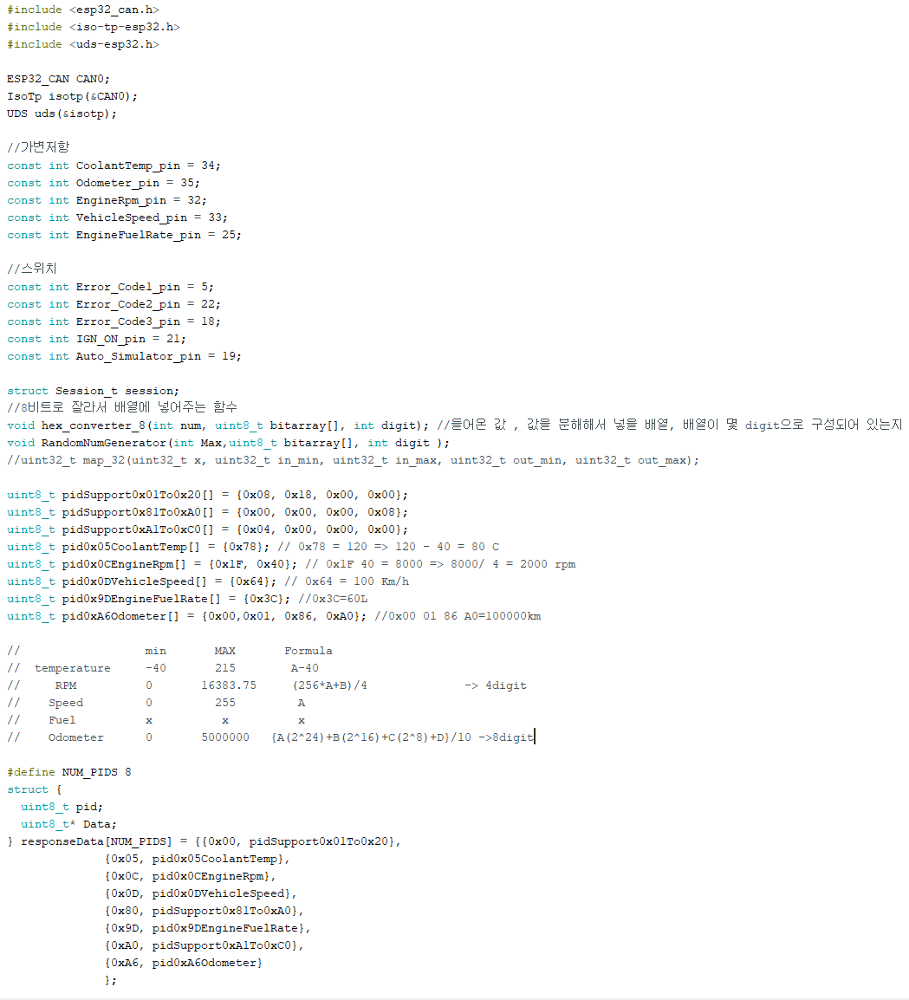 #include <esp32_can.h>
#include <iso-tp-esp32.h>
#include <uds-esp32.h>
ESP32_CAN CAN0;
IsoTp isotp(&CAN0);
UDS uds(&isotp);
//가변저항
const int CoolantTemp_pin = 34;
const int Odometer_pin = 35;
const int EngineRpm_pin = 32;
const int VehicleSpeed_pin = 33;
const int EngineFuelRate_pin = 25;
//스위치
const int Error_Code1_pin = 5;
const int Error_Code2_pin = 22;
const int Error_Code3_pin = 18;
const int IGN_ON_pin = 21;
const int Auto_Simulator_pin = 19;
struct Session_t session;
//8비트로 잘라서 배열에 넣어주는 함수
void hex_converter_8(int num, uint8_t bitarray[], int digit); //들어온 값 , 값을 분해해서 넣을 배열, 배열이 몇 digit으로 구성되어 있는지
void RandomNumGenerator(int Max,uint8_t bitarray[], int digit );
//uint32_t map_32(uint32_t x, uint32_t in_min, uint32_t in_max, uint32_t out_min, uint32_t out_max);
uint8_t pidSupport0x01To0x20[] = {0x08, 0x18, 0x00, 0x00};
uint8_t pidSupport0x81To0xA0[] = {0x00, 0x00, 0x00, 0x08};
uint8_t pidSupport0xA1To0xC0[] = {0x04, 0x00, 0x00, 0x00};
uint8_t pid0x05CoolantTemp[] = {0x78}; // 0x78 = 120 => 120 - 40 = 80 C
uint8_t pid0x0CEngineRpm[] = {0x1F, 0x40}; // 0x1F 40 = 8000 => 8000/ 4 = 2000 rpm
uint8_t pid0x0DVehicleSpeed[] = {0x64}; // 0x64 = 100 Km/h
uint8_t pid0x9DEngineFuelRate[] = {0x3C}; //0x3C=60L
uint8_t pid0xA6Odometer[] = {0x00,0x01, 0x86, 0xA0}; //0x00 01 86 A0=100000km
// min MAX Formula
// temperature -40 215 A-40
// RPM 0 16383.75 (256*A+B)/4 -> 4digit
// Speed 0 255 A
// Fuel x x x
// Odometer 0 5000000 {A(2^24)+B(2^16)+C(2^8)+D}/10 ->8digit
#define NUM_PIDS 8
struct {
uint8_t pid;
uint8_t* Data;
} responseData[NUM_PIDS] = {{0x00, pidSupport0x01To0x20},
{0x05, pid0x05CoolantTemp},
{0x0C, pid0x0CEngineRpm},
{0x0D, pid0x0DVehicleSpeed},
{0x80, pidSupport0x81To0xA0},
{0x9D, pid0x9DEngineFuelRate},
{0xA0, pidSupport0xA1To0xC0},
{0xA6, pid0xA6Odometer}
};